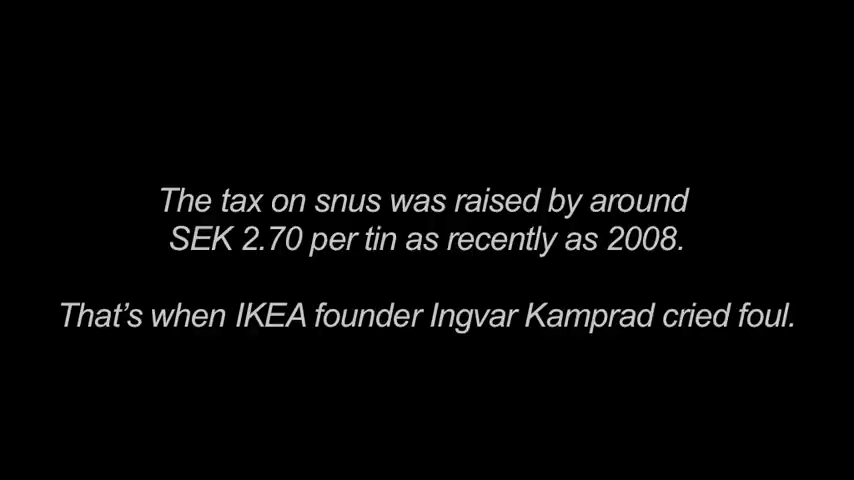 The tax on snus was raised by around
SEK 2.70 per tin as recently as 2008.
That’s when IKEA founder Ingvar Kamprad cried foul.